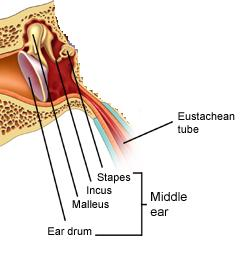 Eustachean
tube
Stapes
Incus
Malleus
Middle
ear
Ear drum